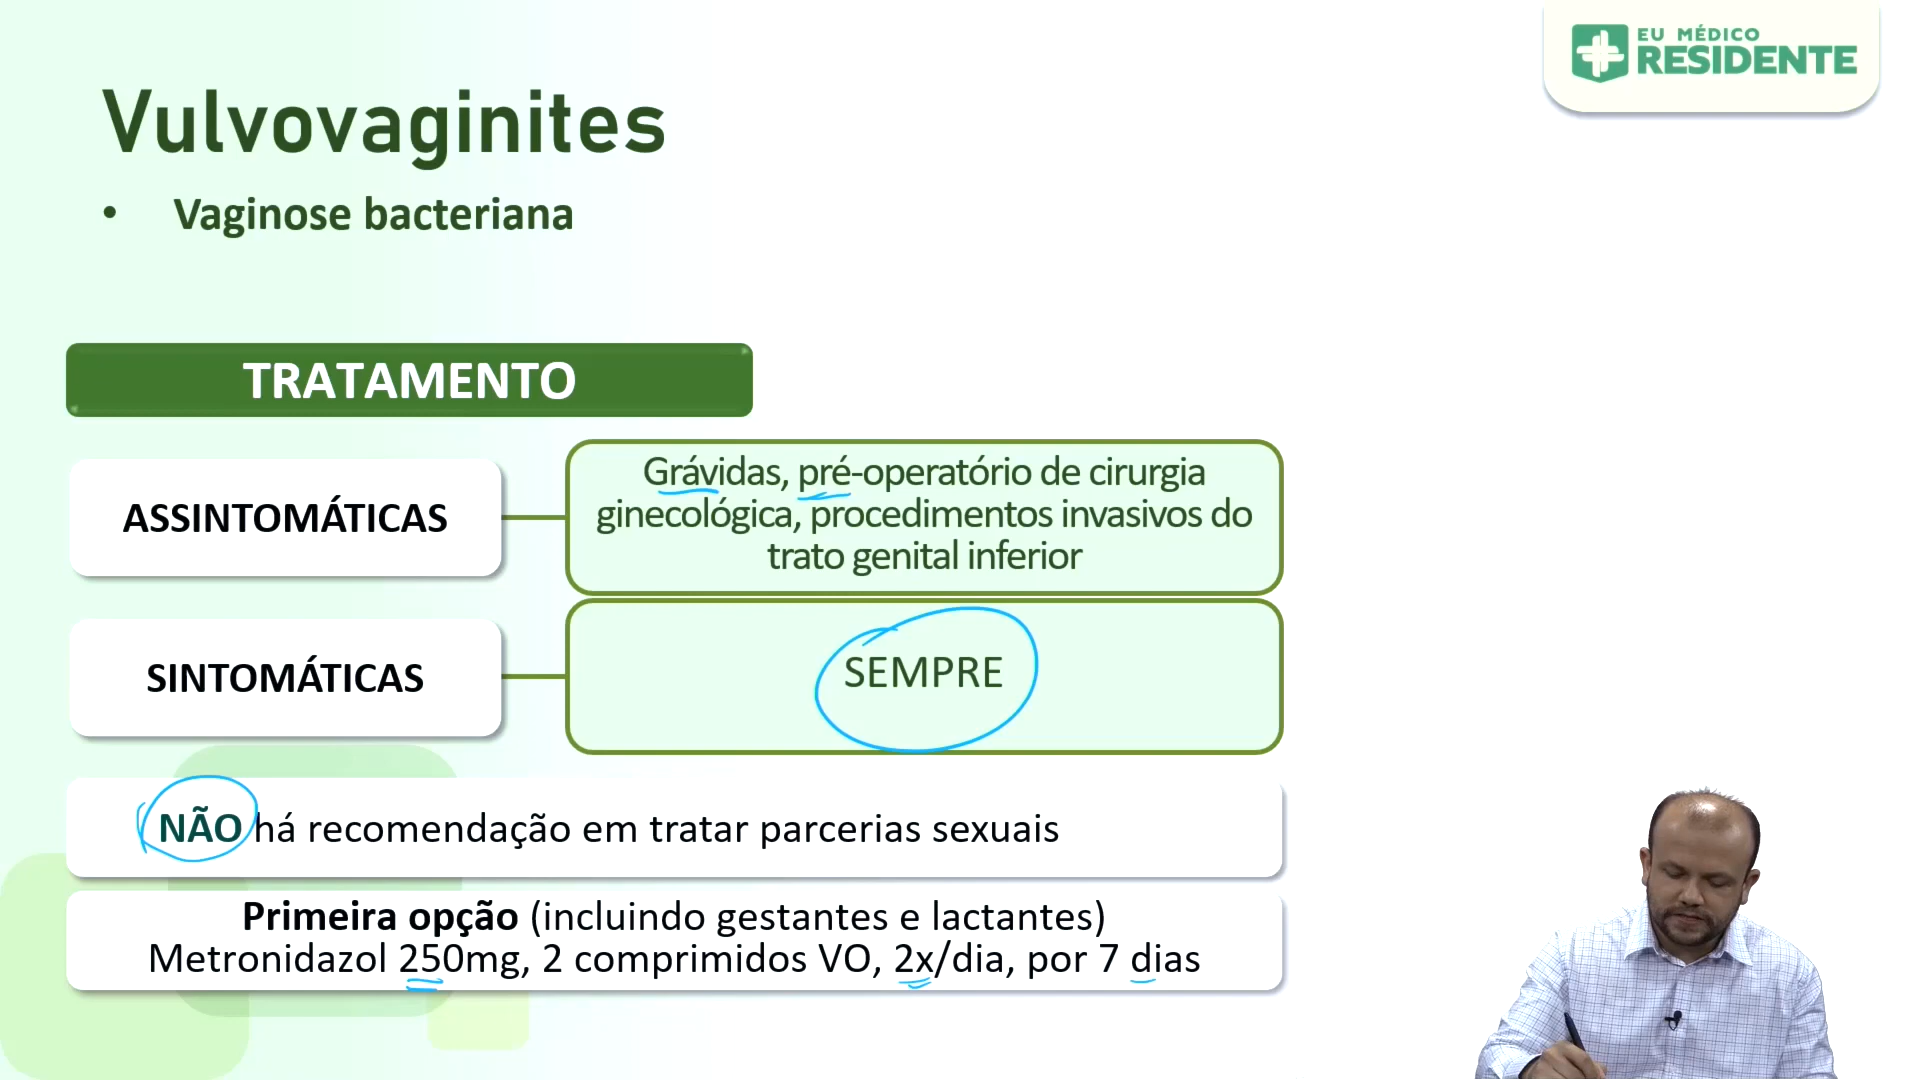 EU MÉDICO
RESIDENTE
Vulvovaginites
• Vaginose bacteriana
TRATAMENTO
ASSINTOMÁTICAS
Grávidas, pré-operatório de cirurgia
ginecológica, procedimentos invasivos do
trato genital inferior
SINTOMÁTICAS
SEMPRE
NÃO há recomendação em tratar parcerias sexuais
Primeira opção (incluindo gestantes e lactantes)
Metronidazol 250mg, 2 comprimidos VO, 2x/dia, por 7 dias